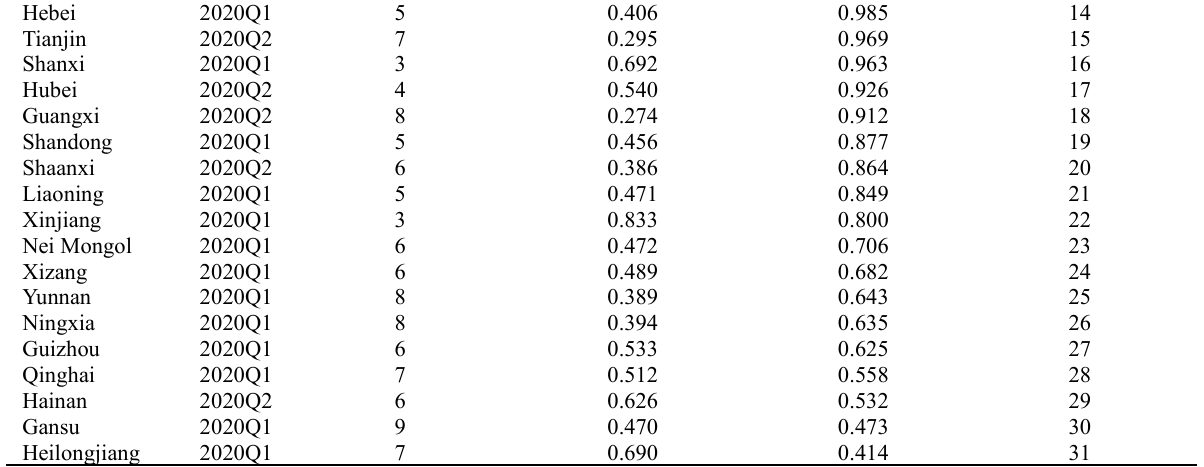 Hebei 2020Q1 5 0.406 0.985 14
Tianjin 2020Q2 7 0.295 0.969 15
Shanxi 2020Q1 3 0.692 0.963 16
Hubei 2020Q2 4 0.540 0.926 17
Guangxi 2020Q2 8 0.274 0.912 18
Shandong 2020Q1 5 0.456 0.877 19
Shaanxi 2020Q2 6 0.386 0.864 20
Liaoning 2020Q1 5 0.471 0.849 21
Xinjiang 2020Q1 3 0.833 0.800 22
Nei Mongol 2020Q1 6 0.472 0.706 23
Xizang 2020Q1 6 0.489 0.682 24
Yunnan 2020Q1 8 0.389 0.643 25
Ningxia 2020Q1 8 0.394 0.635 26
Guizhou 2020Q1 6 0.533 0.625 27
Qinghai 2020Q1 7 0.512 0.558 28
Hainan 2020Q2 6 0.626 0.532 29
Gansu 2020Q1 9 0.470 0.473 30
Heilongjiang 2020Q1 7 0.690 0.414 31